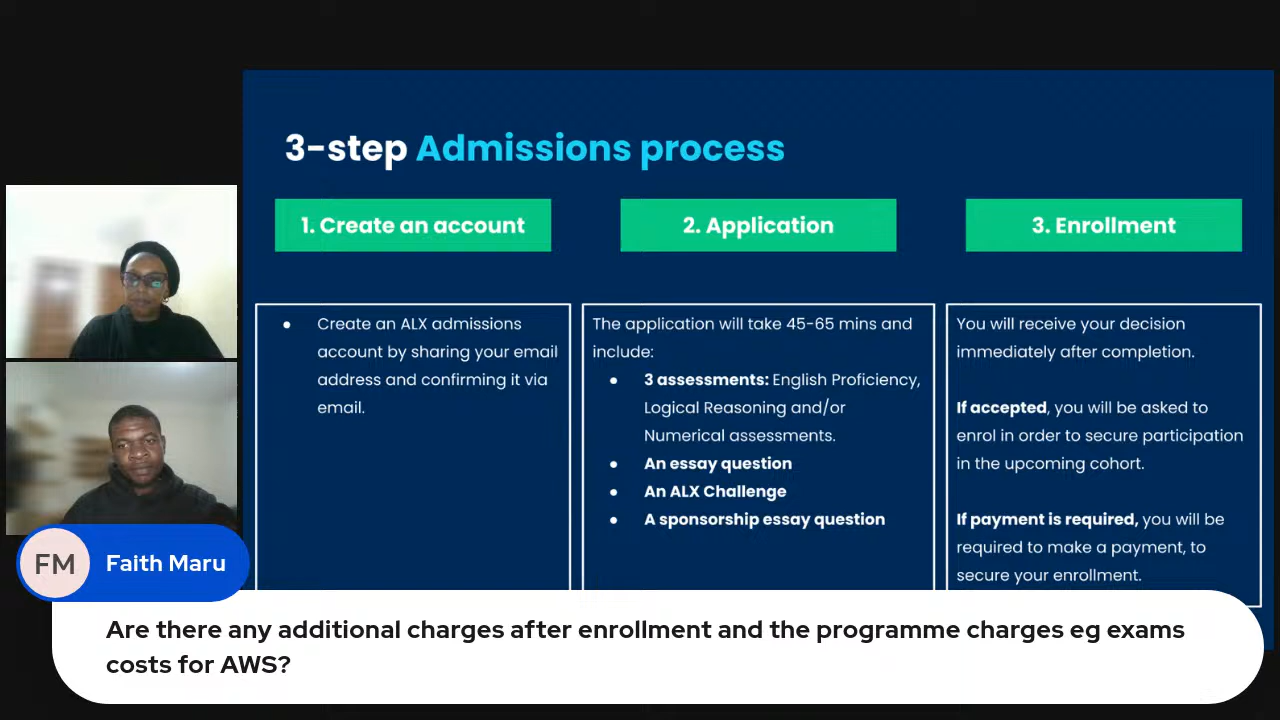 3-step Admissions process
1. Create an account
2. Application
3. Enrollment
● Create an ALX admissions
account by sharing your email
address and confirming it via
email.
The application will take 45-65 mins and
include:
● 3 assessments: English Proficiency,
Logical Reasoning and/or
Numerical assessments.
● An essay question
● An ALX Challenge
● A sponsorship essay question
You will receive your decision
immediately after completion.
If accepted, you will be asked to
enrol in order to secure participation
in the upcoming cohort.
If payment is required, you will be
required to make a payment, to
secure your enrollment.
FM
Faith Maru
Are there any additional charges after enrollment and the programme charges eg exams
costs for AWS?